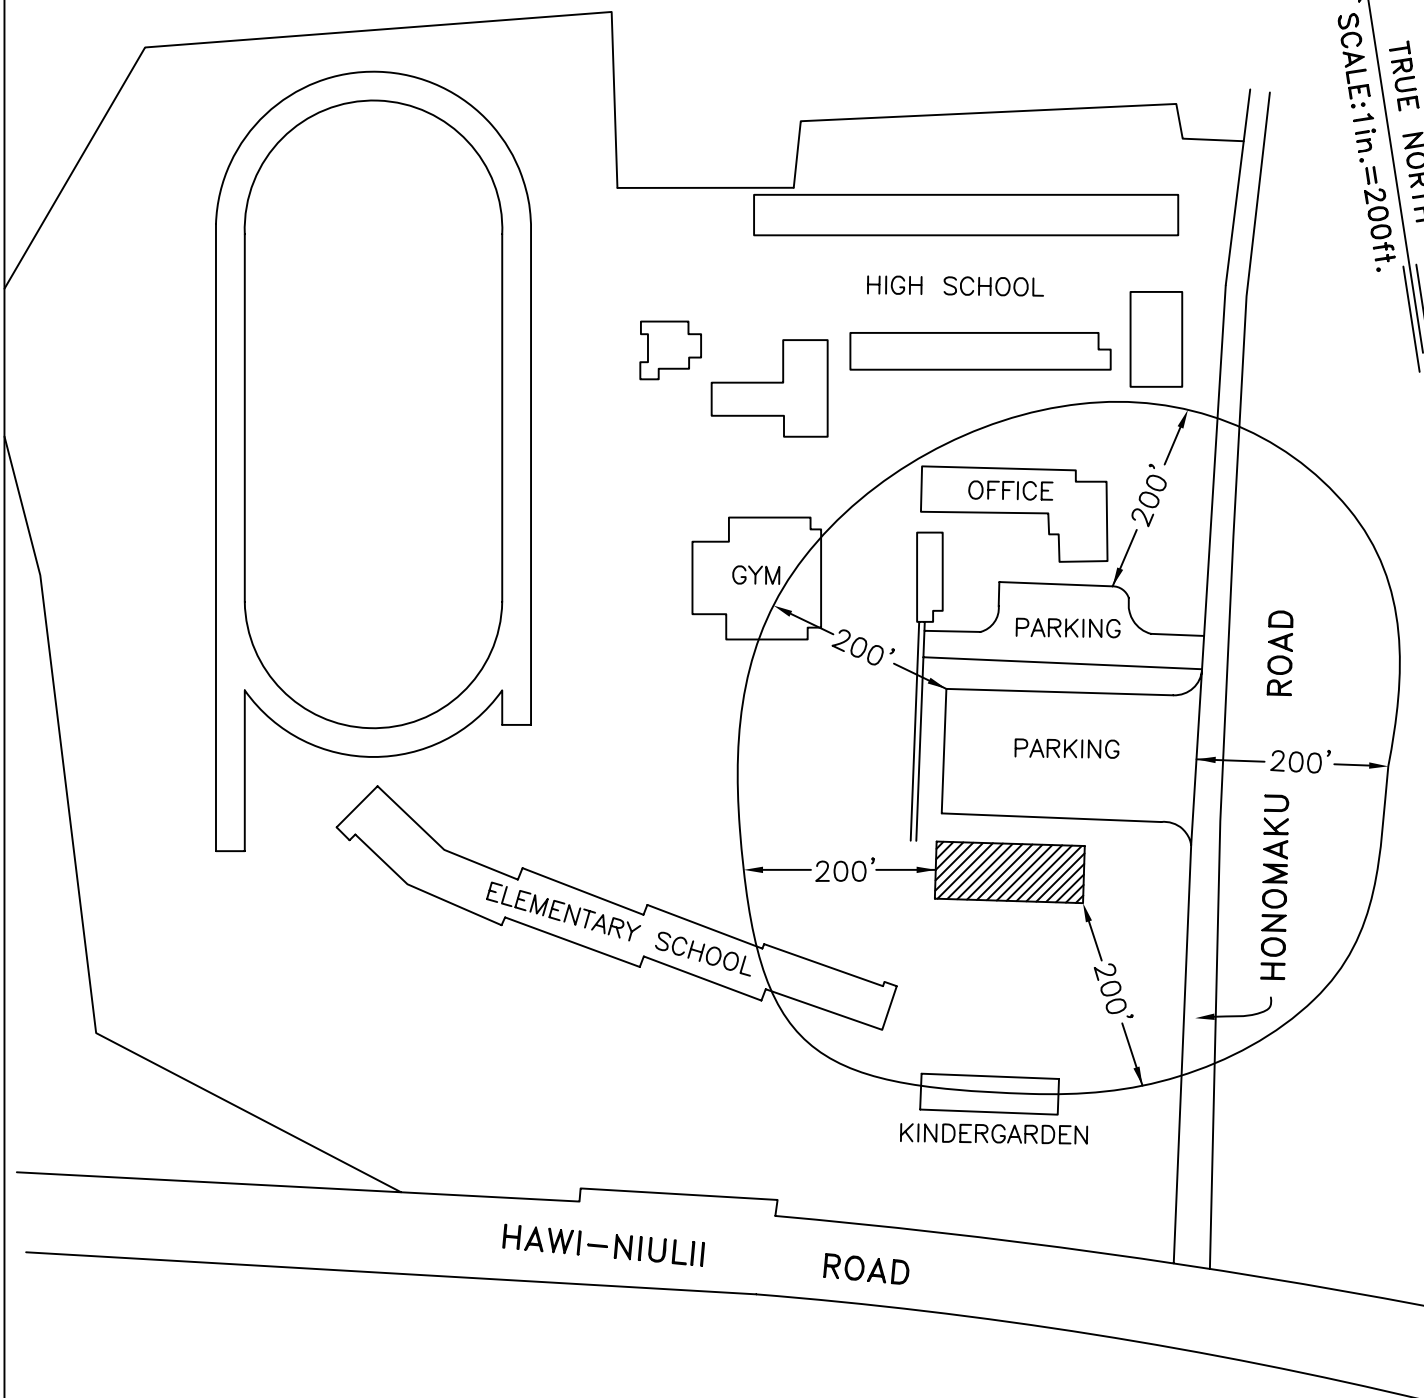 TRUE NORTH
SCALE:1in.=200ft.
HIGH SCHOOL
OFFICE
200'
GYM
PARKING
200'
ROAD
PARKING
200'
HONOMAKU
200'
ELEMENTARY SCHOOL
200'
KINDERGARDEN
HAWI-NIULII ROAD